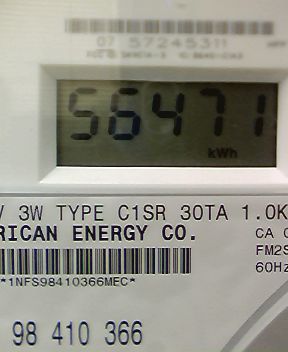 07 57245311
56471
kWh
V 3W TYPE C1SR 30TA 1.0K
RICAN ENERGY CO.
CA
FM2S
60Hz
*1NFS98410366MEC*
98 410 366